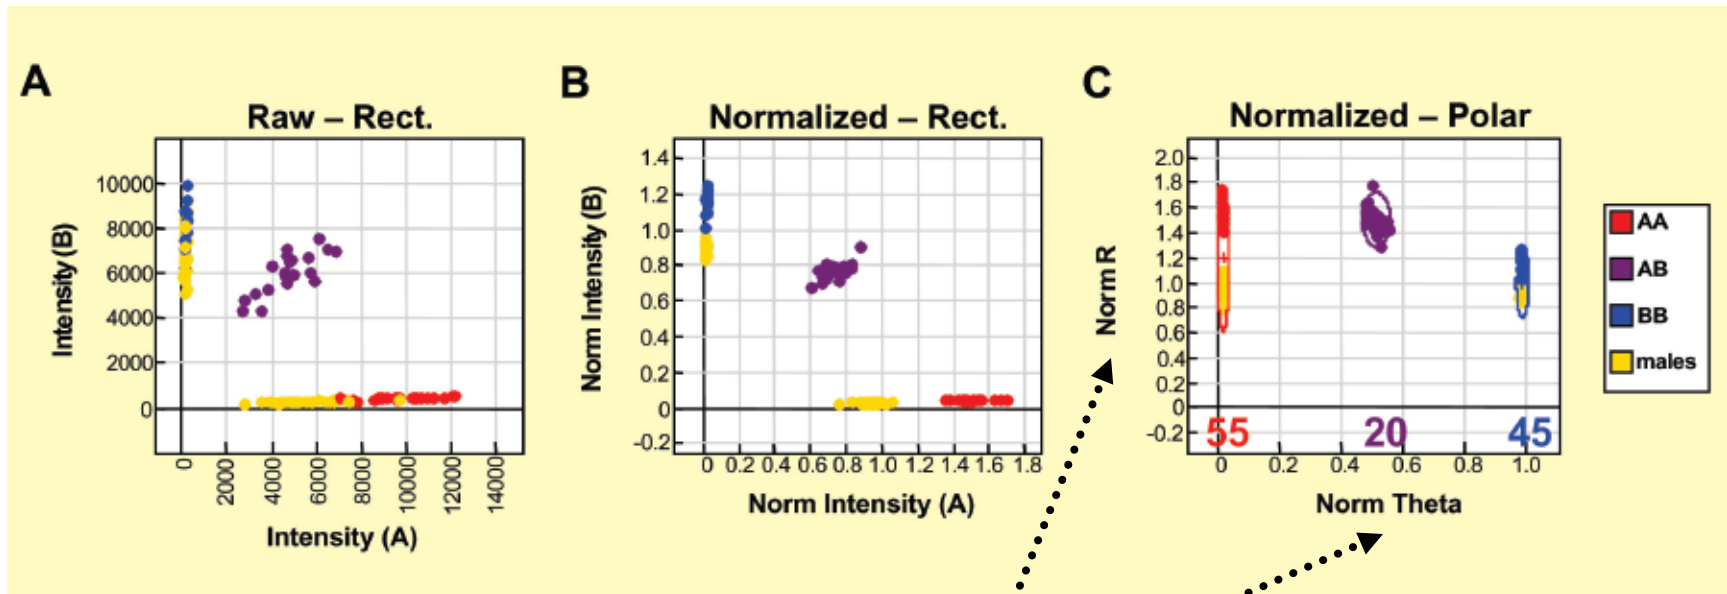 A
Raw – Rect.
Intensity (B)
10000
8000
6000
4000
2000
0
0
2000
4000
6000
8000
10000
12000
14000
Intensity (A)
B
Normalized – Rect.
Norm Intensity (B)
1.4
1.2
1.0
0.8
0.6
0.4
0.2
0
-0.2
0 0.2 0.4 0.6 0.8 1.0 1.2 1.4 1.6 1.8
Norm Intensity (A)
C
Normalized – Polar
Norm R
2.0
1.8
1.6
1.4
1.2
1.0
0.8
0.6
0.4
0.2
0
-0.2
55 20 45
0 0.2 0.4 0.6 0.8 1.0
Norm Theta
AA
AB
BB
males